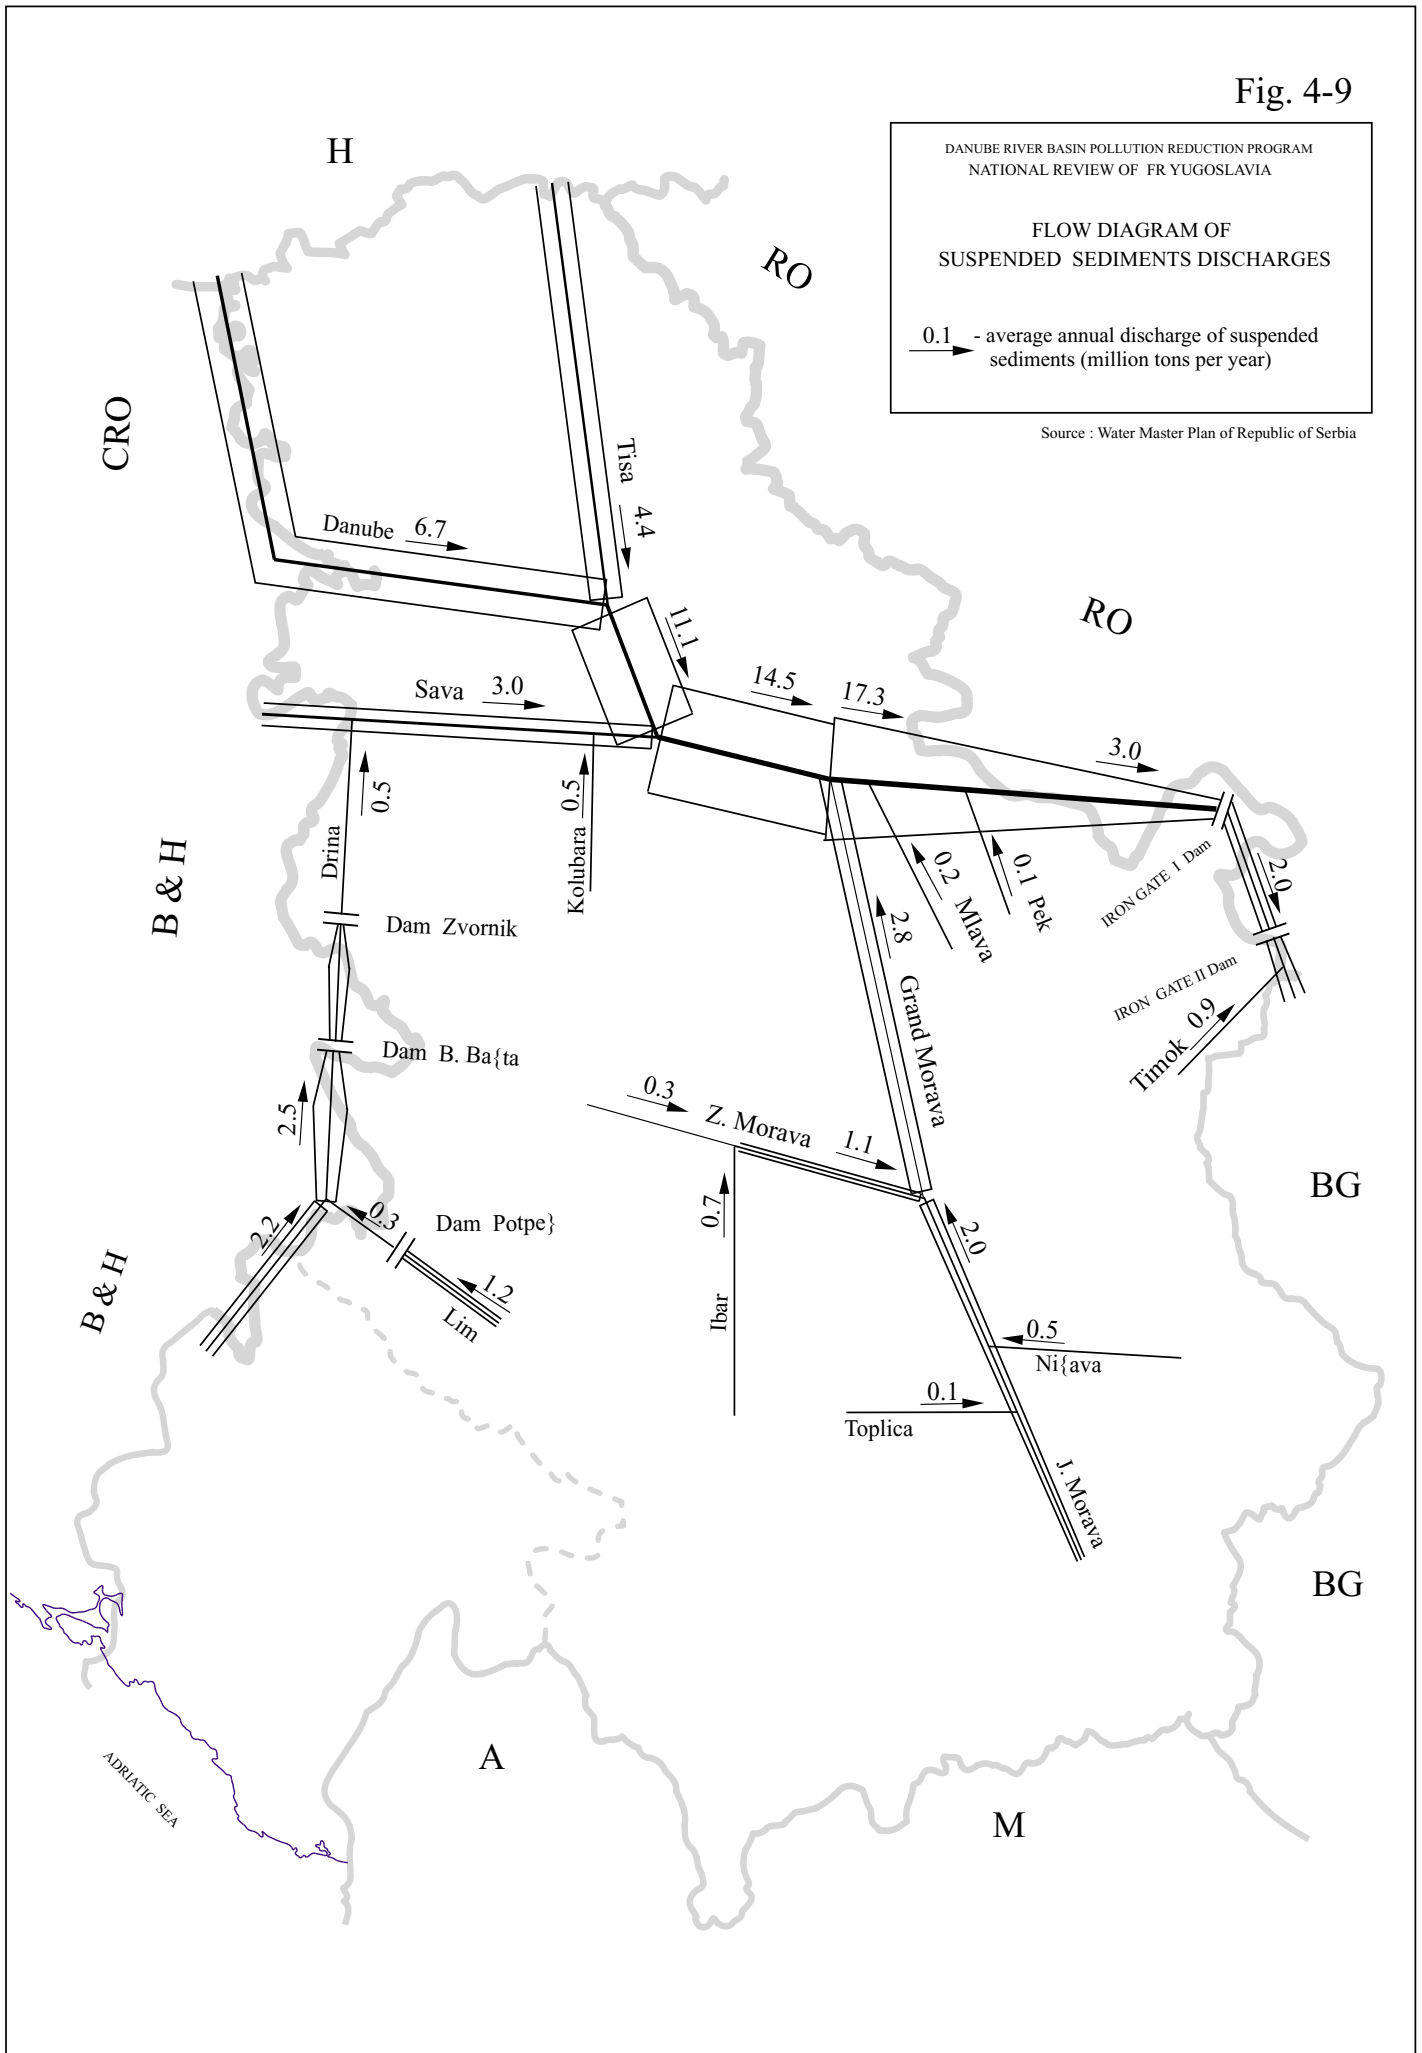 Fig. 4-9
DANUBE RIVER BASIN POLLUTION REDUCTION PROGRAM
NATIONAL REVIEW OF FR YUGOSLAVIA
FLOW DIAGRAM OF
SUSPENDED SEDIMENTS DISCHARGES
0.1 - average annual discharge of suspended
sediments (million tons per year)
Source : Water Master Plan of Republic of Serbia
H
RO
CRO
Tisa 4.4
Danube 6.7
11.1
RO
Sava 3.0
14.5
17.3
3.0
0.5
Drina
0.5
Kolubara
B & H
0.2 Mlava
0.1 Pek
IRON GATE I Dam
2.0
Dam Zvornik
2.8 Grand Morava
IRON GATE II Dam
Timok 0.9
Dam B. Ba{ta
2.5
0.3
Z. Morava 1.1
BG
0.7
Ibar
2.2
0.3
Dam Potpe}
2.0
B & H
1.2
Lim
0.5
Ni{ava
0.1
Toplica
J. Morava
BG
A
ADRIATIC SEA
M